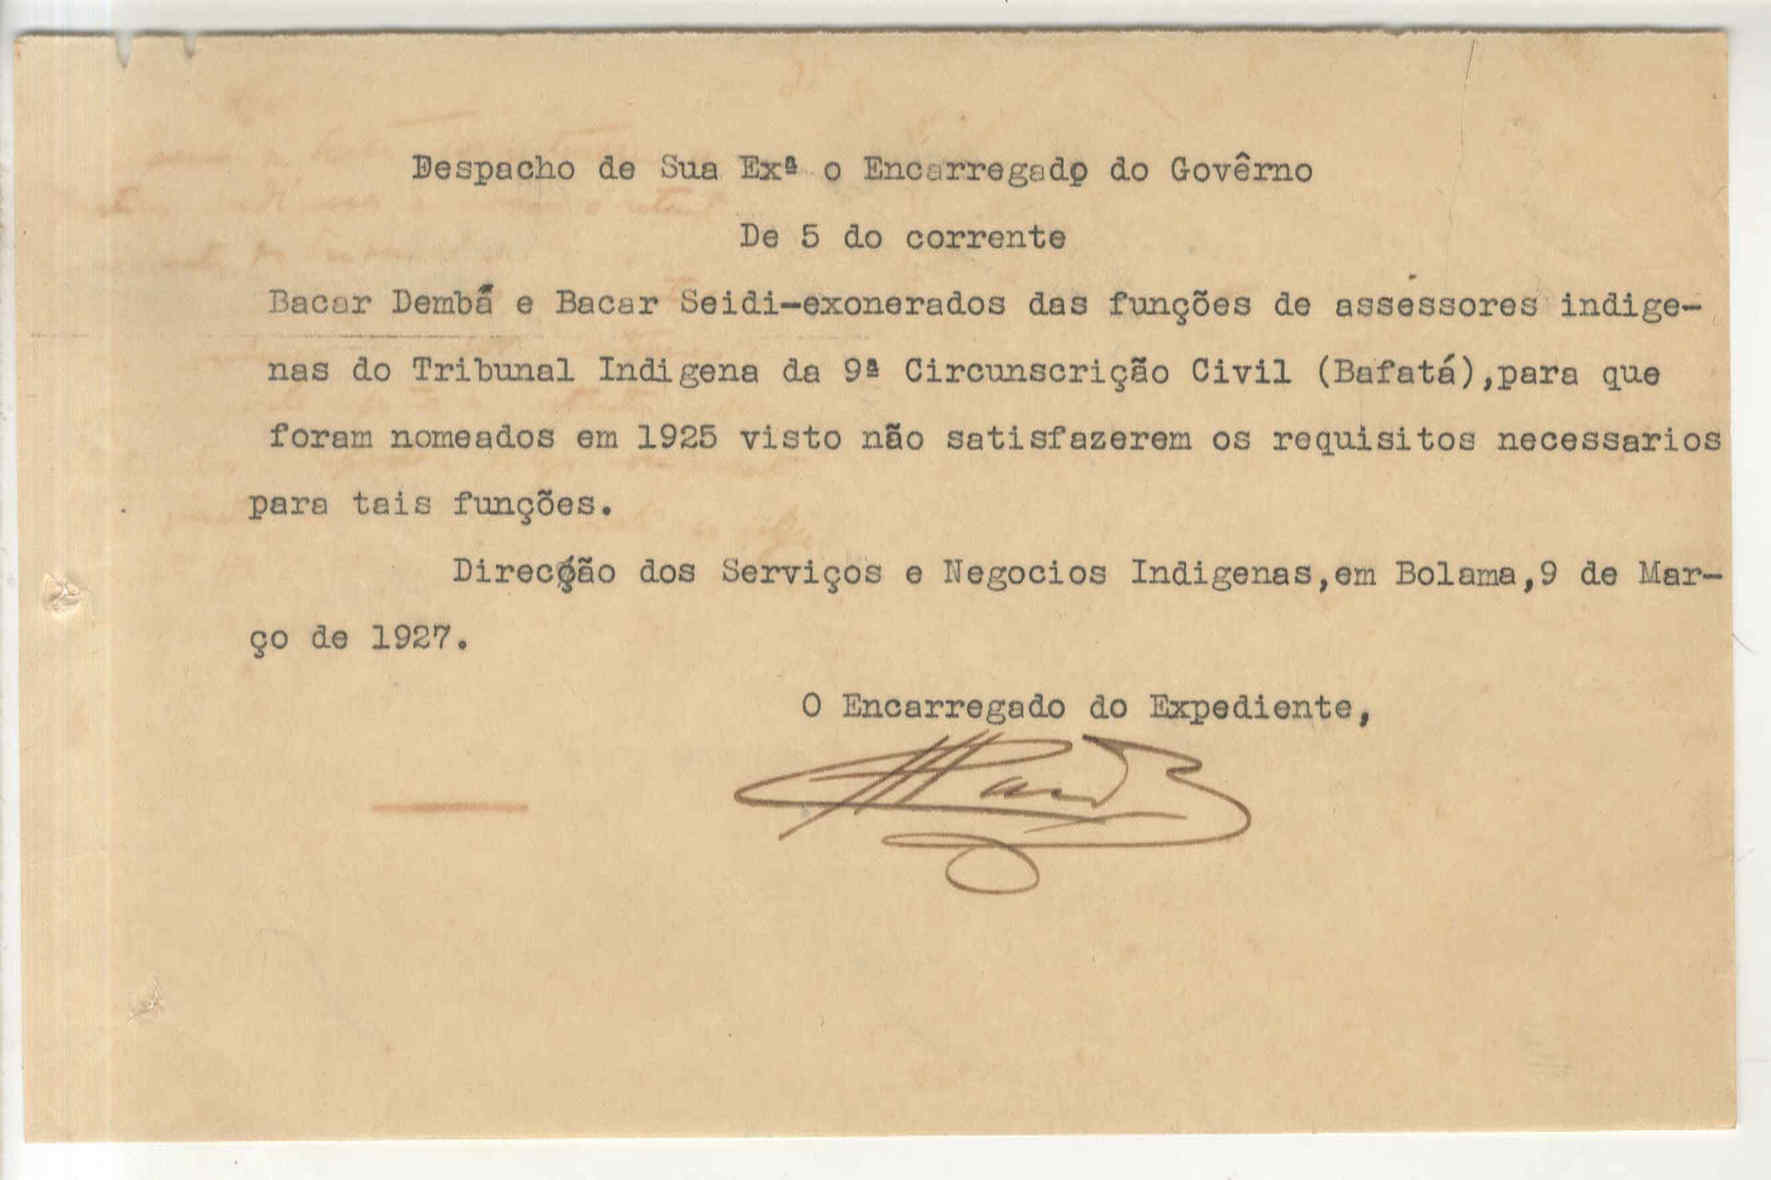 Despacho de Sua Exª o Encarregado do Govêrno
De 5 do corrente
Bacar Dembá e Bacar Seidi-exonerados das funções de assessores indige-
nas do Tribunal Indigena da 9ª Circunscrição Civil (Bafatá),para que
foram nomeados em 1925 visto não satisfazerem os requisitos necessarios
para tais funções.
Direcção dos Serviços e Negocios Indigenas,em Bolama,9 de Mar-
ço de 1927.
O Encarregado do Expediente,